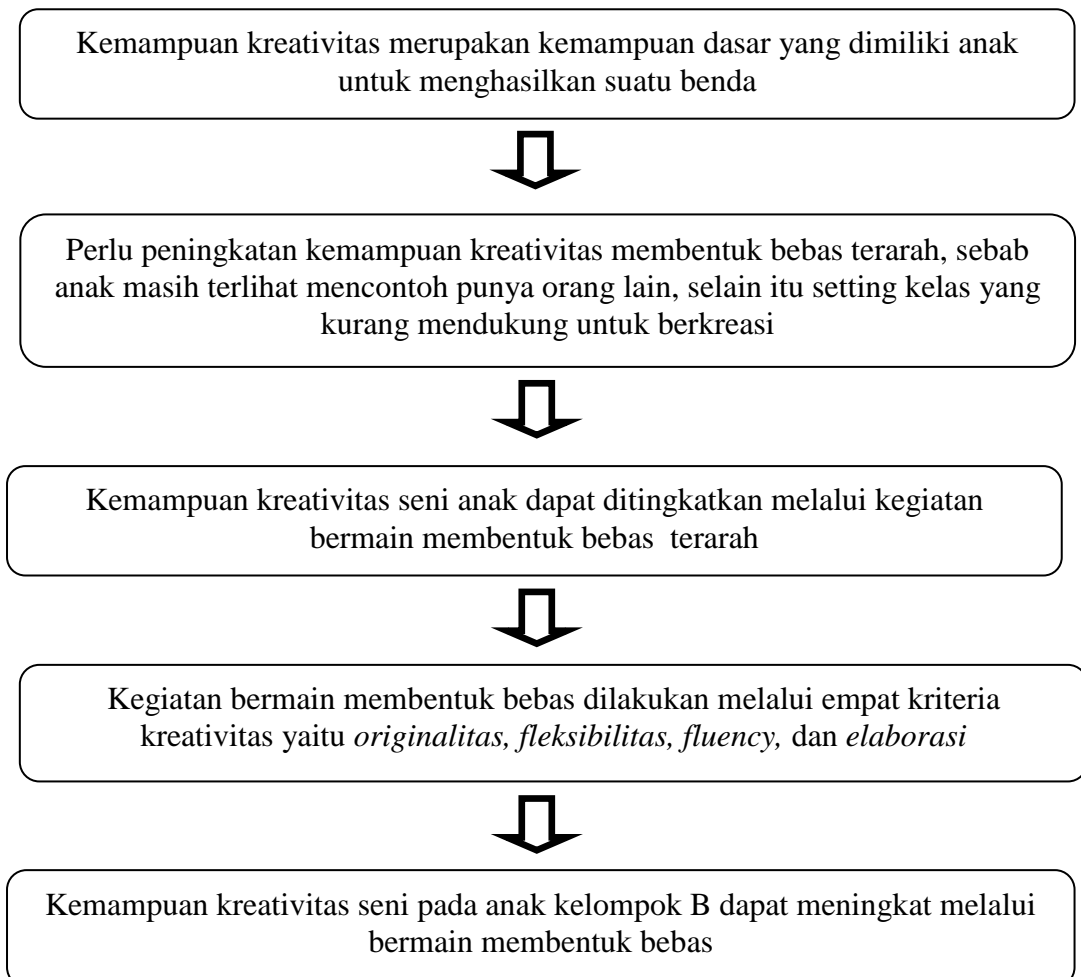 Kemampuan kreativitas merupakan kemampuan dasar yang dimiliki anak
untuk menghasilkan suatu benda
Perlu peningkatan kemampuan kreativitas membentuk bebas terarah, sebab
anak masih terlihat mencontoh punya orang lain, selain itu setting kelas yang
kurang mendukung untuk berkreasi
Kemampuan kreativitas seni anak dapat ditingkatkan melalui kegiatan
bermain membentuk bebas terarah
Kegiatan bermain membentuk bebas dilakukan melalui empat kriteria
kreativitas yaitu originalitas, fleksibilitas, fluency, dan elaborasi
Kemampuan kreativitas seni pada anak kelompok B dapat meningkat melalui
bermain membentuk bebas